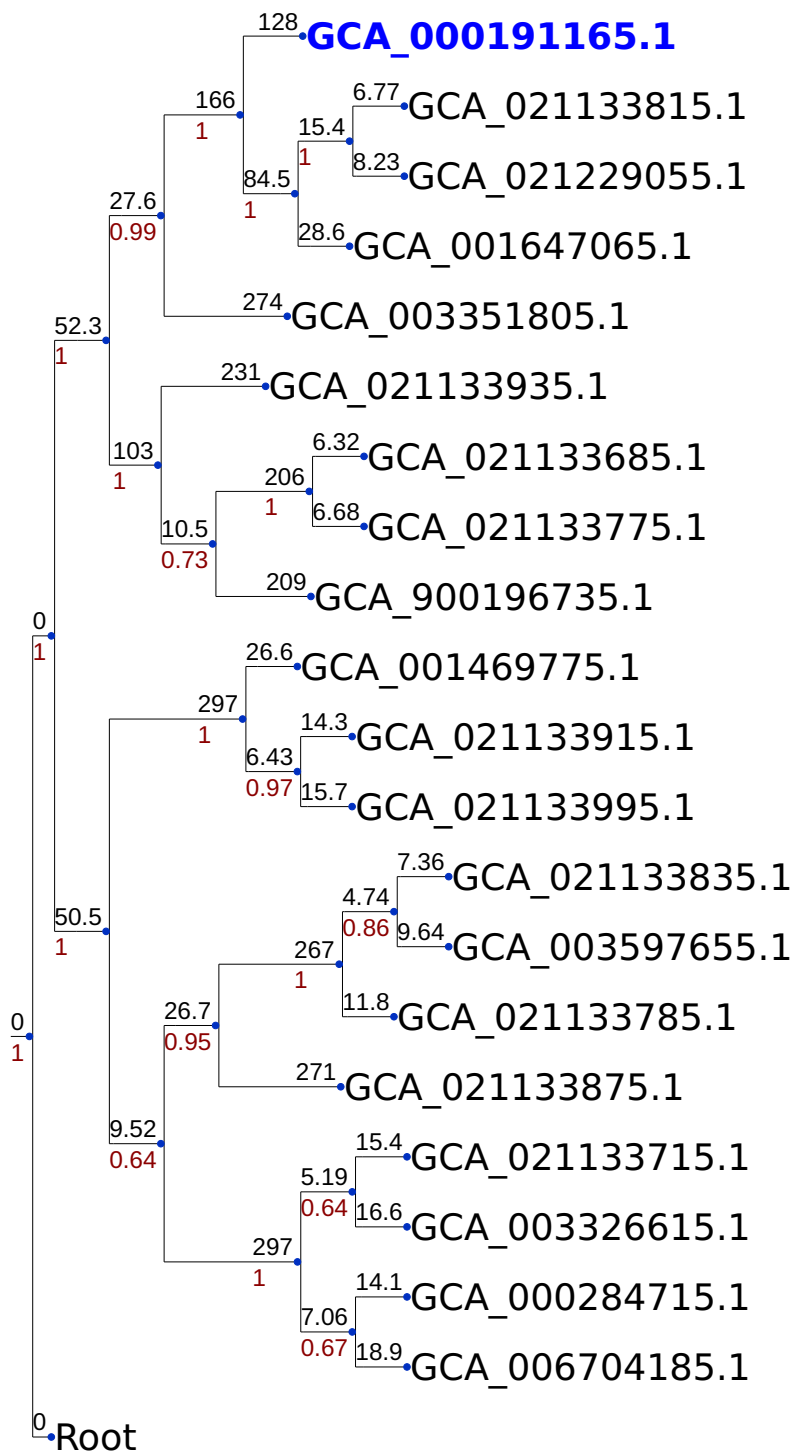 128
GCA_000191165.1
6.77
GCA_021133815.1
166
1
15.4
1
8.23
GCA_021229055.1
84.5
1
27.6
0.99
28.6
GCA_001647065.1
274
GCA_003351805.1
52.3
1
231
GCA_021133935.1
6.32
GCA_021133685.1
103
1
206
1
6.68
GCA_021133775.1
10.5
0.73
209
GCA_900196735.1
0
1
26.6
GCA_001469775.1
297
1
14.3
GCA_021133915.1
6.43
0.97
15.7
GCA_021133995.1
7.36
GCA_021133835.1
4.74
0.86
50.5
1
9.64
GCA_003597655.1
267
1
11.8
GCA_021133785.1
26.7
0.95
0
1
271
GCA_021133875.1
9.52
0.64
15.4
GCA_021133715.1
5.19
0.64
16.6
GCA_003326615.1
297
1
14.1
GCA_000284715.1
7.06
0.67
18.9
GCA_006704185.1
0
Root